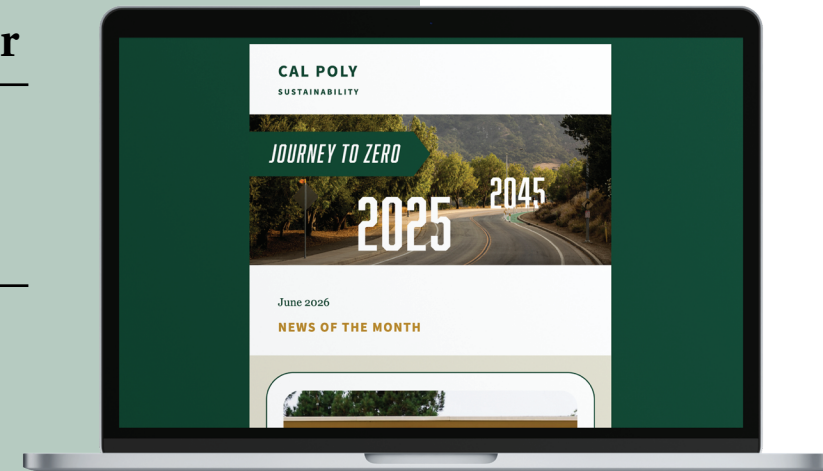 r
CAL POLY
SUSTAINABILITY
JOURNEY TO ZERO
2045
2025
June 2026
NEWS OF THE MONTH